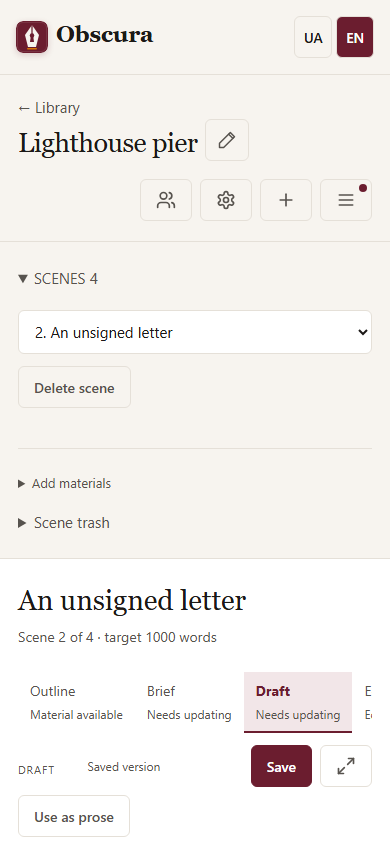 Obscura
UA EN
← Library
Lighthouse pier
SCENES 4
2. An unsigned letter
Delete scene
Add materials
Scene trash
An unsigned letter
Scene 2 of 4 · target 1000 words
Outline Brief Draft
Material available Needs updating Needs updating
DRAFT Saved version Save
Use as prose